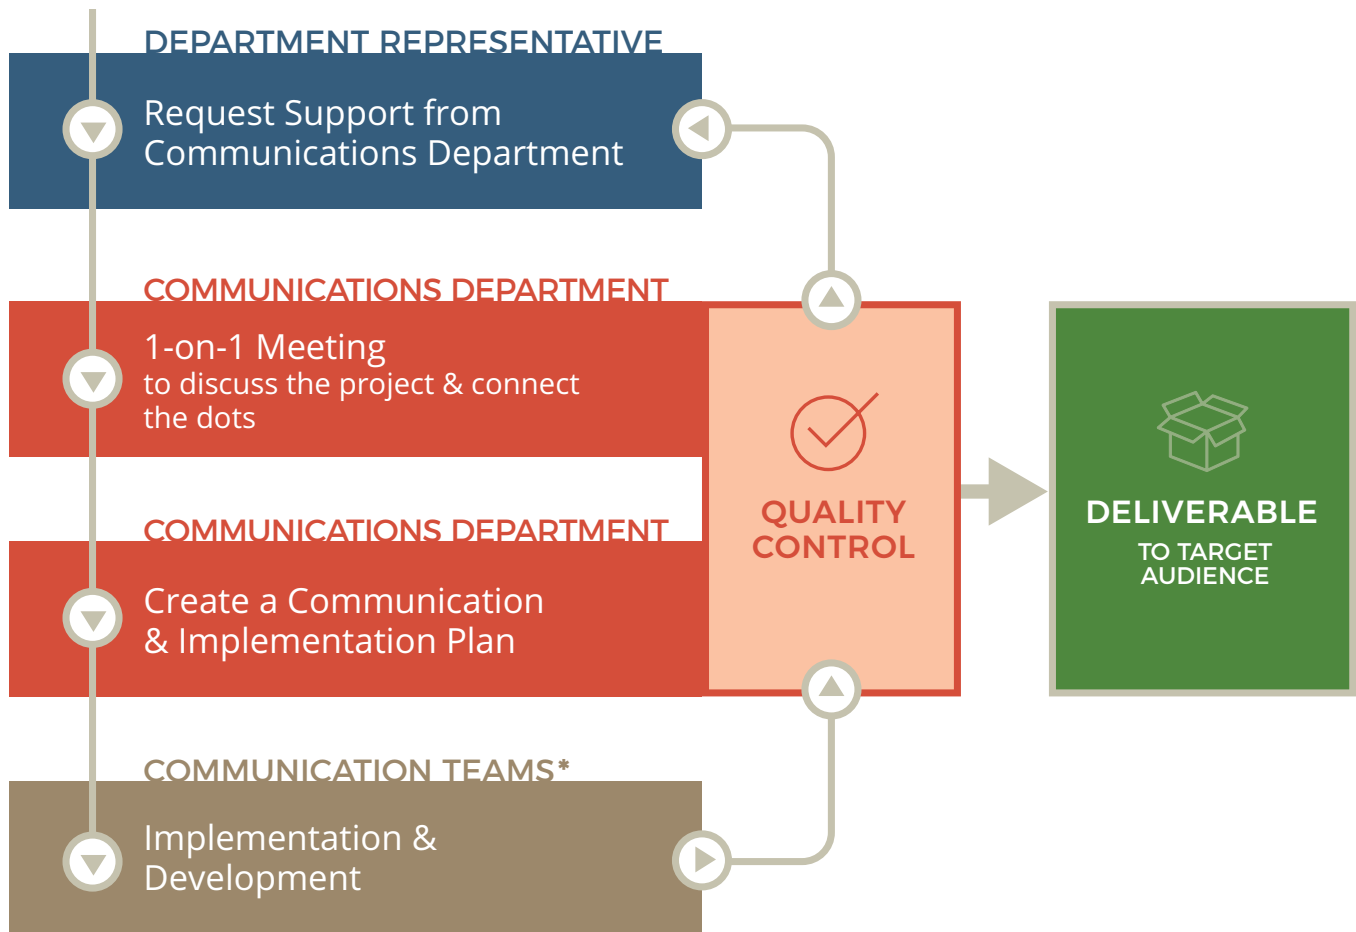 DEPARTMENT REPRESENTATIVE
Request Support from
Communications Department
COMMUNICATIONS DEPARTMENT
1-on-1 Meeting
to discuss the project & connect
the dots
COMMUNICATIONS DEPARTMENT
Create a Communication
& Implementation Plan
COMMUNICATION TEAMS*
Implementation &
Development
QUALITY
CONTROL
DELIVERABLE
TO TARGET
AUDIENCE